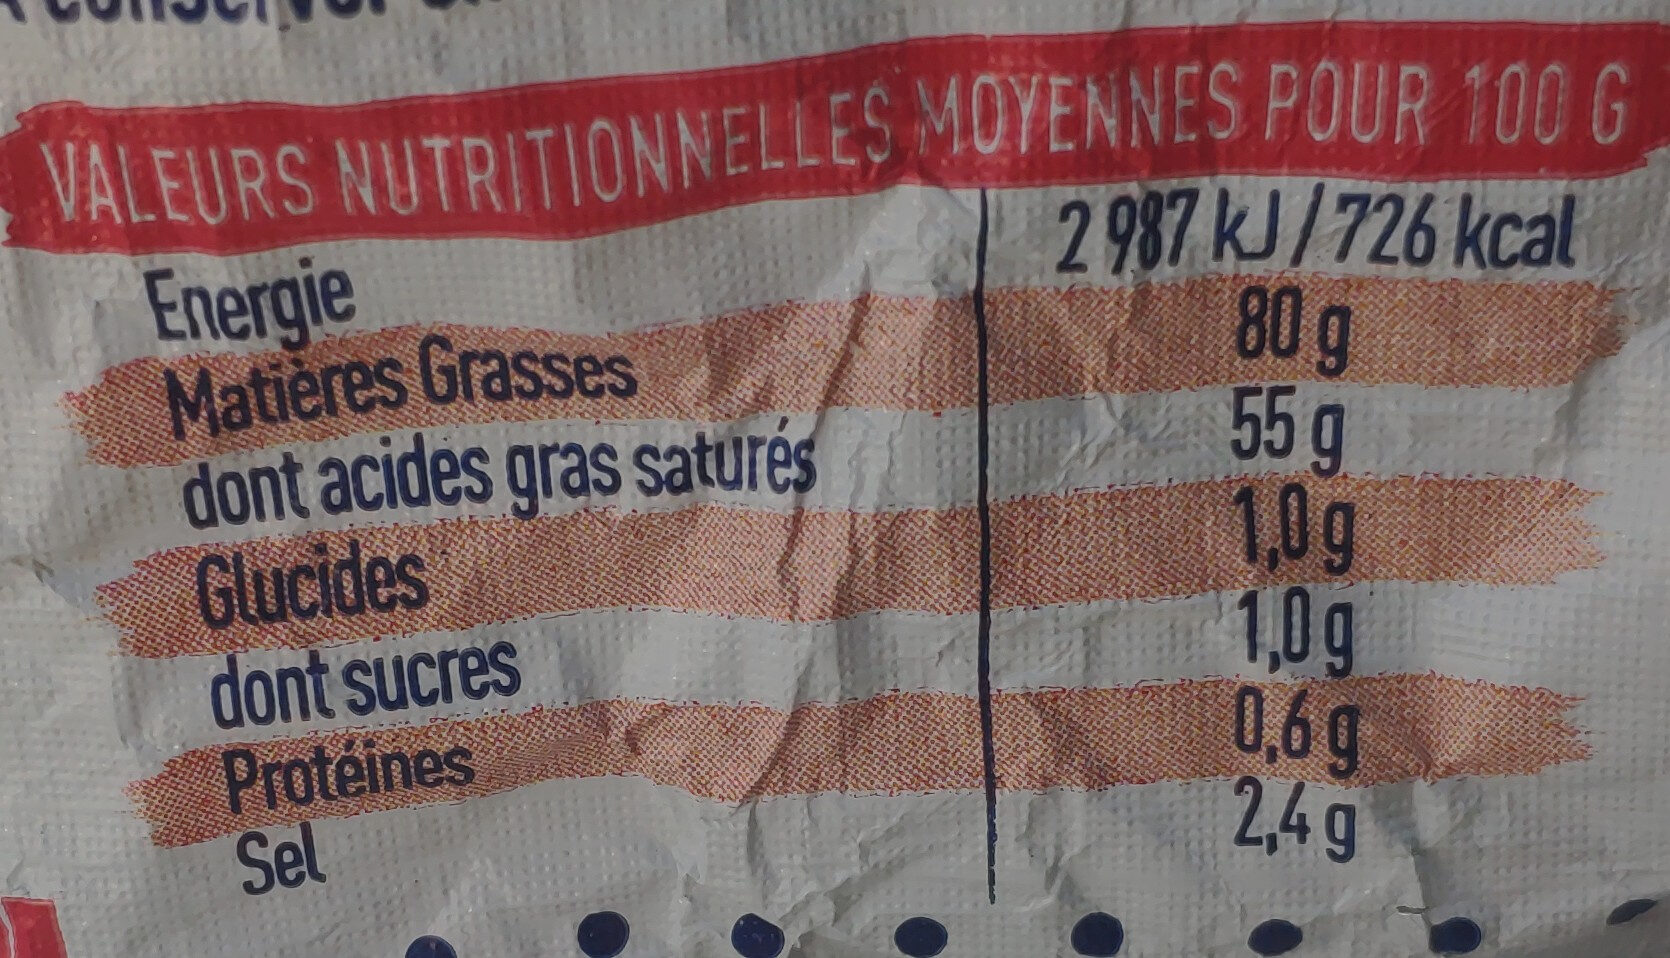 VALEURS NUTRITIONNELLES MOYENNES POUR 100 G
Energie 2 987 kJ / 726 kcal
Matières Grasses 80 g
dont acides gras saturés 55 g
Glucides 1,0 g
dont sucres 1,0 g
Protéines 0,6 g
Sel 2,4 g